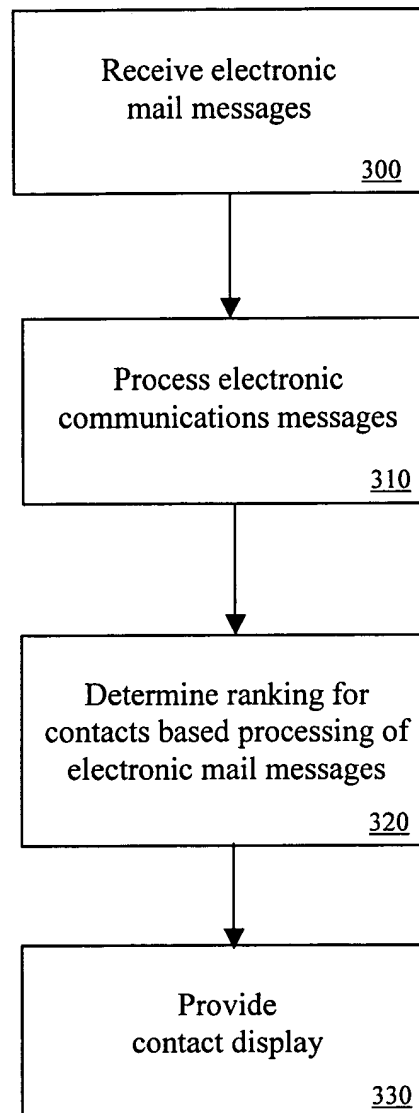 Receive electronic
mail messages
300
Process electronic
communications messages
310
Determine ranking for
contacts based processing of
electronic mail messages
320
Provide
contact display
330